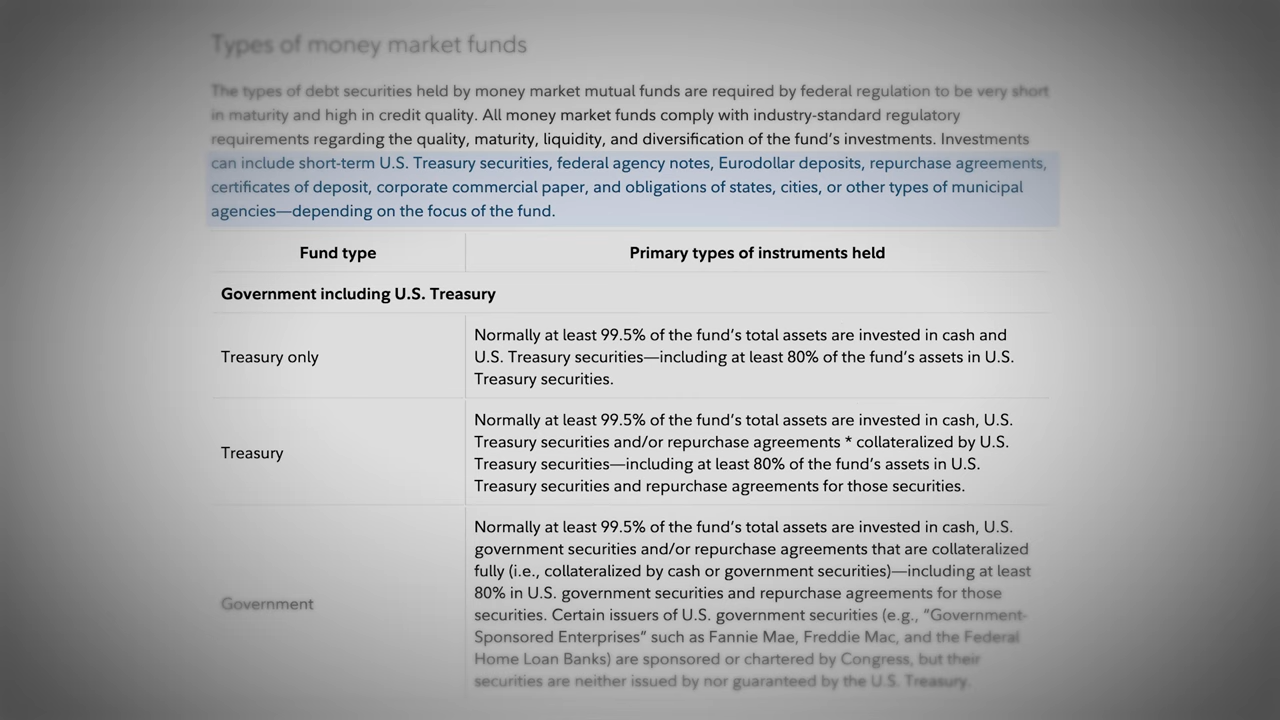 Types of money market funds
The types of debt securities held by money market mutual funds are required by federal regulation to be very short
in maturity and high in credit quality. All money market funds comply with industry-standard regulatory
requirements regarding the quality, maturity, liquidity, and diversification of the fund's investments. Investments
can include short-term U.S. Treasury securities, federal agency notes, Eurodollar deposits, repurchase agreements,
certificates of deposit, corporate commercial paper, and obligations of states, cities, or other types of municipal
agencies—depending on the focus of the fund.
Fund type
Primary types of instruments held
Government including U.S. Treasury
Treasury only
Normally at least 99.5% of the fund's total assets are invested in cash and
U.S. Treasury securities—including at least 80% of the fund's assets in U.S.
Treasury securities.
Treasury
Normally at least 99.5% of the fund's total assets are invested in cash, U.S.
Treasury securities and/or repurchase agreements * collateralized by U.S.
Treasury securities—including at least 80% of the fund's assets in U.S.
Treasury securities and repurchase agreements for those securities.
Government
Normally at least 99.5% of the fund's total assets are invested in cash, U.S.
government securities and/or repurchase agreements that are collateralized
fully (i.e., collateralized by cash or government securities)—including at least
80% in U.S. government securities and repurchase agreements for those
securities. Certain issuers of U.S. government securities (e.g., "Government-
Sponsored Enterprises" such as Fannie Mae, Freddie Mac, and the Federal
Home Loan Banks) are sponsored or chartered by Congress, but their
securities are neither issued by nor guaranteed by the U.S. Treasury.